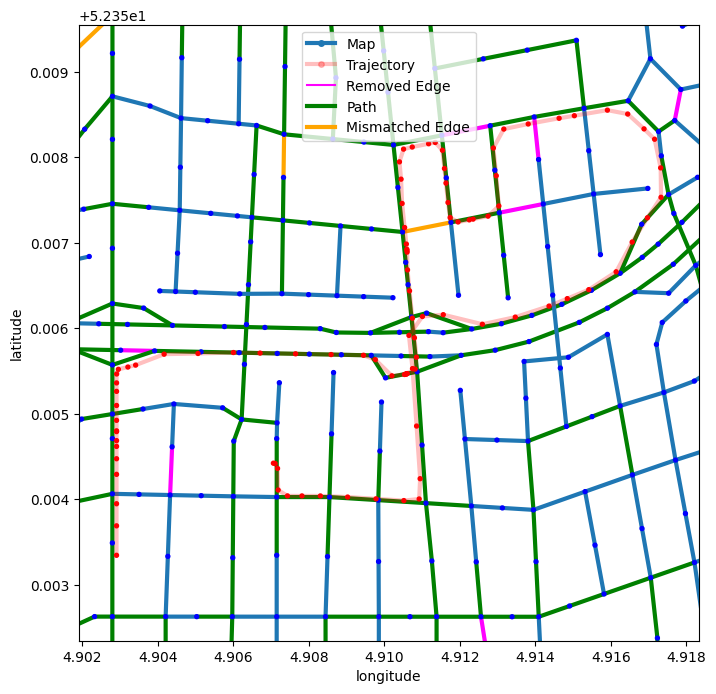 +5.235e1
Map
Trajectory
Removed Edge
Path
Mismatched Edge
0.009
0.008
0.007
0.006
0.005
0.004
0.003
latitude
4.902 4.904 4.906 4.908 4.910 4.912 4.914 4.916 4.918
longitude